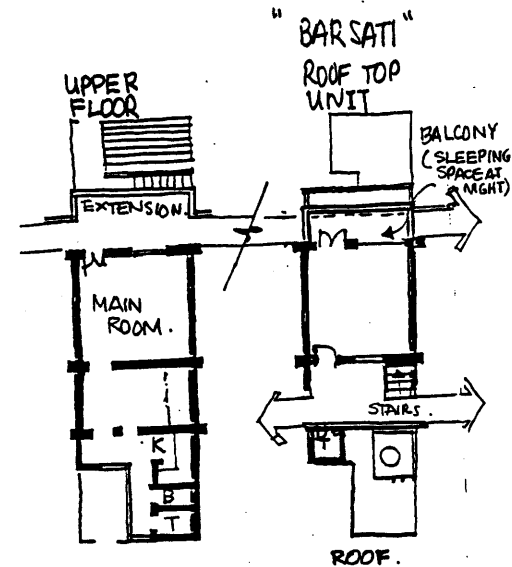 "BARSATI"
ROOF TOP
UNIT
UPPER
FLOOR
BALCONY
(SLEEPING
SPACE AT
NIGHT)
EXTENSION
MAIN
ROOM.
STAIRS.
K
B
T
T
ROOF.